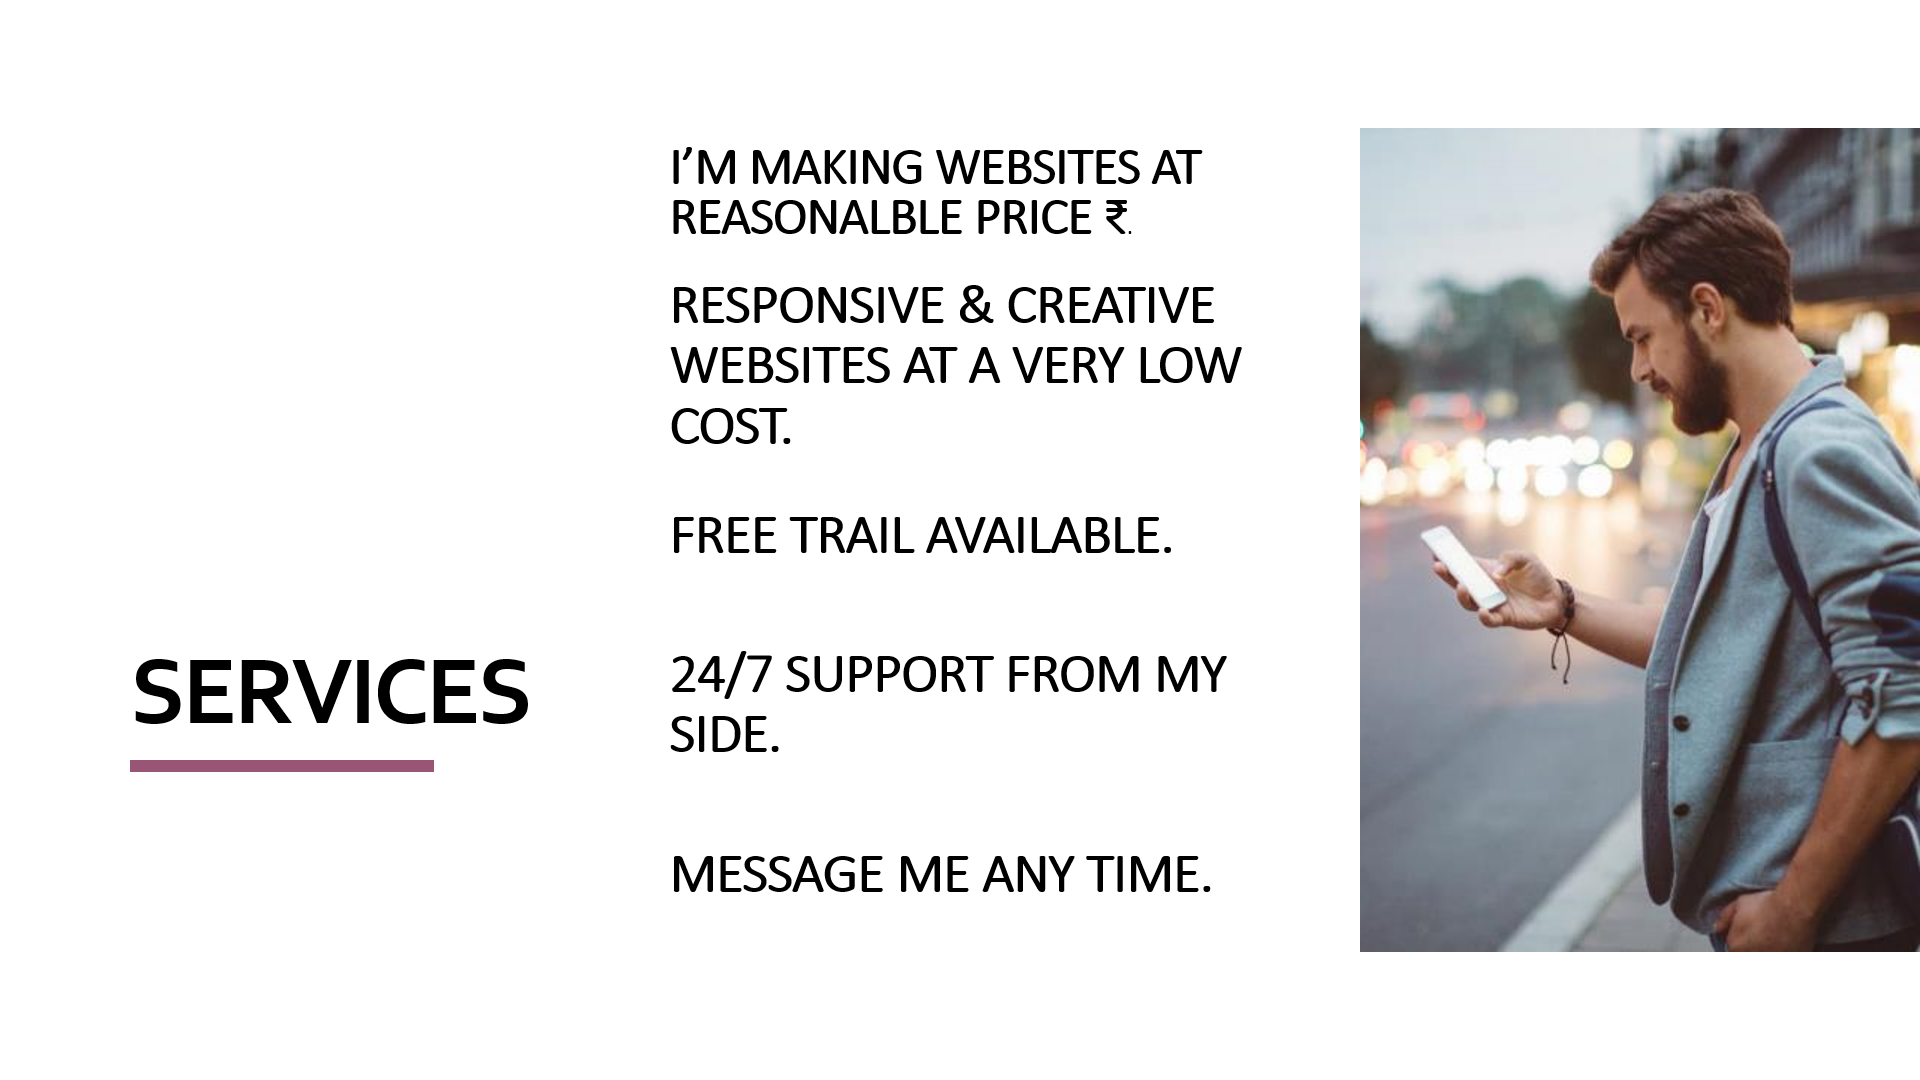 I’M MAKING WEBSITES AT
REASONALBLE PRICE ₹.
RESPONSIVE & CREATIVE
WEBSITES AT A VERY LOW
COST.
FREE TRAIL AVAILABLE.
SERVICES
24/7 SUPPORT FROM MY
SIDE.
MESSAGE ME ANY TIME.